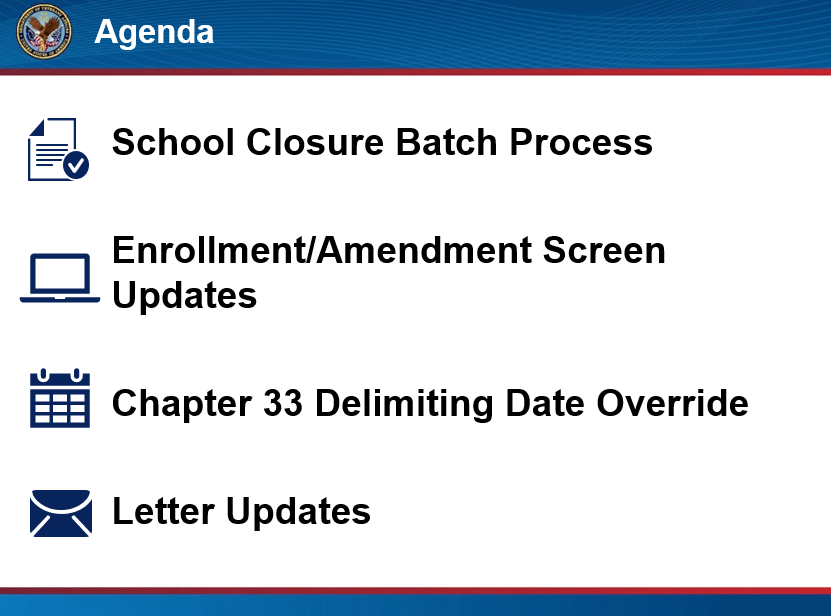 Agenda
School Closure Batch Process
Enrollment/Amendment Screen
Updates
Chapter 33 Delimiting Date Override
Letter Updates